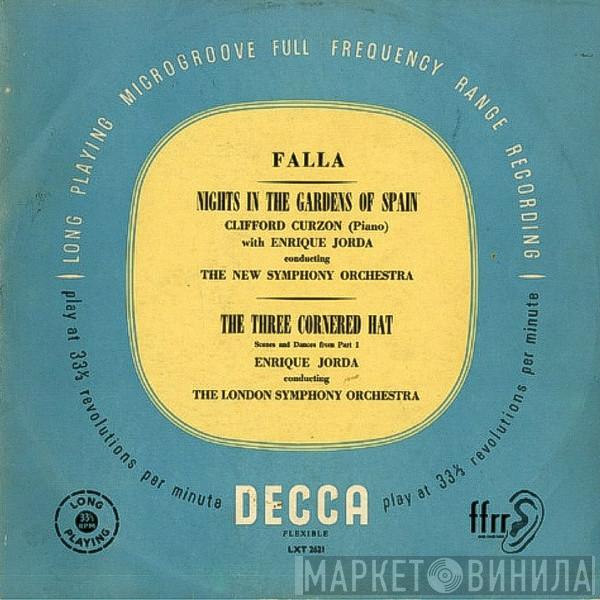 LONG PLAYING MICROGROOVE FULL FREQUENCY RANGE RECORDING
FALLA
NIGHTS IN THE GARDENS OF SPAIN
CLIFFORD CURZON (Piano)
with ENRIQUE JORDA
conducting
THE NEW SYMPHONY ORCHESTRA
THE THREE CORNERED HAT
Scenes and Dances from Part 1
ENRIQUE JORDA
conducting
THE LONDON SYMPHONY ORCHESTRA
play at 33⅓ revolutions per minute
play at 33⅓ revolutions per minute
LONG
33⅓
RPM
PLAYING
DECCA
FLEXIBLE
LXT 2621
ffrr
МАРКЕТ ВИНИЛА